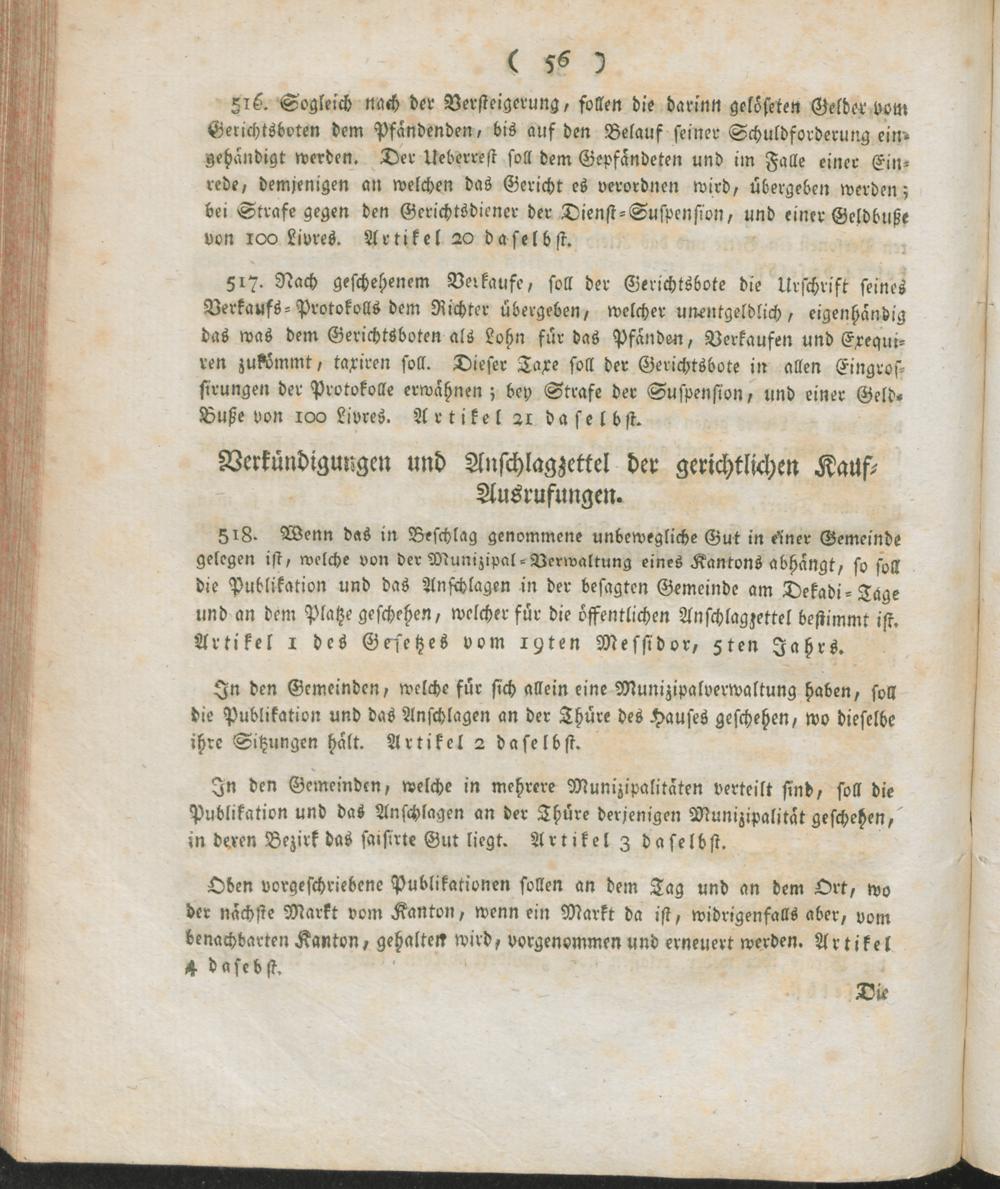 ( 56 )
516. Sogleich nach der Versteigerung, sollen die darinn gelöseten Gelder vom
Gerichtsboten dem Pfändenden, bis auf den Belauf seiner Schuldforderung ein-
gehändigt werden. Der Ueberrest soll dem Gepfändeten und im Falle einer Ein-
rede, demjenigen an welchen das Gericht es verordnen wird, übergeben werden;
bei Strafe gegen den Gerichtsdiener der Dienst-Suspension, und einer Geldbuße
von 100 Livres. Artikel 20 daselbst.
517. Nach geschehenem Verkaufe, soll der Gerichtsbote die Urschrift seines
Verkaufs-Protokolls dem Richter übergeben, welcher unentgeldlich, eigenhändig
das was dem Gerichtsboten als Lohn für das Pfänden, Verkaufen und Exequi-
ren zukömmt, taxiren soll. Dieser Taxe soll der Gerichtsbote in allen Eingros-
sirungen der Protokolle erwähnen; bey Strafe der Suspension, und einer Geld-
Buße von 100 Livres. Artikel 21 daselbst.
Verkündigungen und Anschlagzettel der gerichtlichen Kauf-
Ausrufungen.
518. Wenn das in Beschlag genommene unbewegliche Gut in einer Gemeinde
gelegen ist, welche von der Munizipal-Verwaltung eines Kantons abhängt, so soll
die Publikation und das Anschlagen in der besagten Gemeinde am Dekadi-Tage
und an dem Platze geschehen, welcher für die öffentlichen Anschlagzettel bestimmt ist.
Artikel 1 des Gesetzes vom 19ten Messidor, 5ten Jahrs.
In den Gemeinden, welche für sich allein eine Munizipalverwaltung haben, soll
die Publikation und das Anschlagen an der Thüre des Hauses geschehen, wo dieselbe
ihre Sitzungen hält. Artikel 2 daselbst.
In den Gemeinden, welche in mehrere Munizipalitäten verteilt sind, soll die
Publikation und das Anschlagen an der Thüre derjenigen Munizipalität geschehen,
in deren Bezirk das saisirte Gut liegt. Artikel 3 daselbst.
Oben vorgeschriebene Publikationen sollen an dem Tag und an dem Ort, wo
der nächste Markt vom Kanton, wenn ein Markt da ist, widrigenfalls aber, vom
benachbarten Kanton, gehalten wird, vorgenommen und erneuert werden. Artikel
4 dasebst.
Die